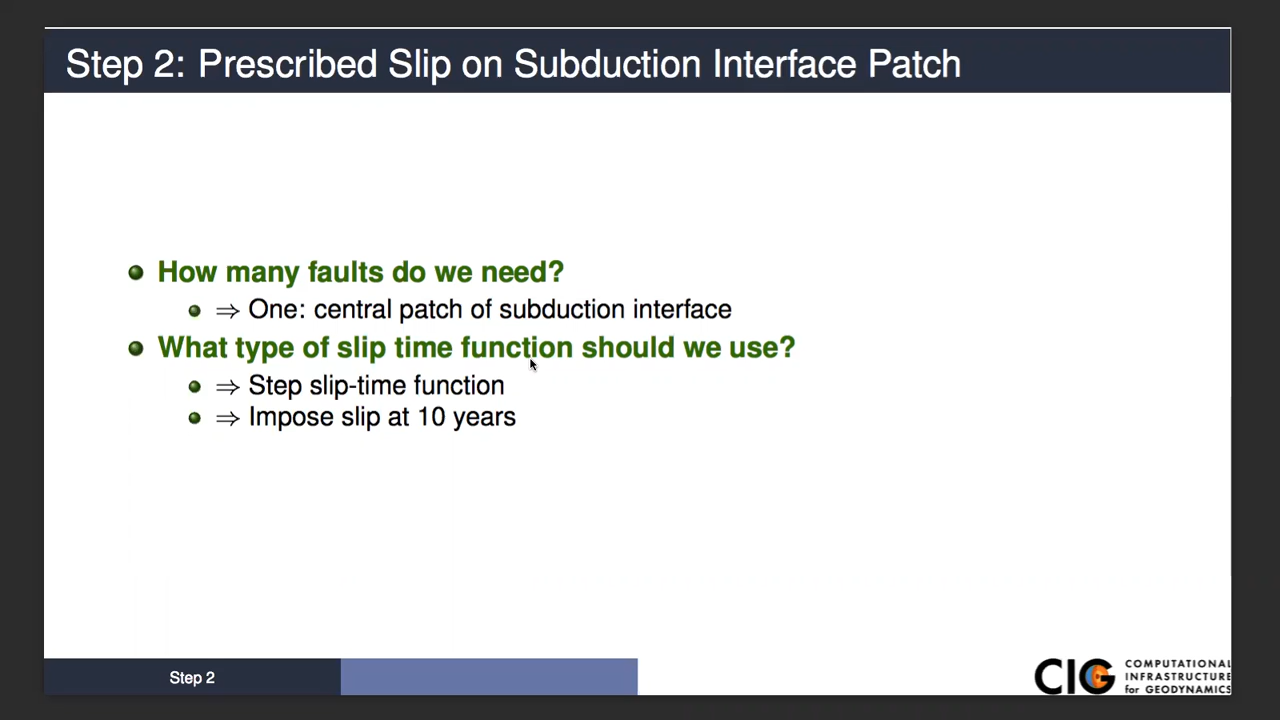 Step 2: Prescribed Slip on Subduction Interface Patch
How many faults do we need?
⇒ One: central patch of subduction interface
What type of slip time function should we use?
⇒ Step slip-time function
⇒ Impose slip at 10 years
Step 2
CIG
COMPUTATIONAL
INFRASTRUCTURE
for GEODYNAMICS